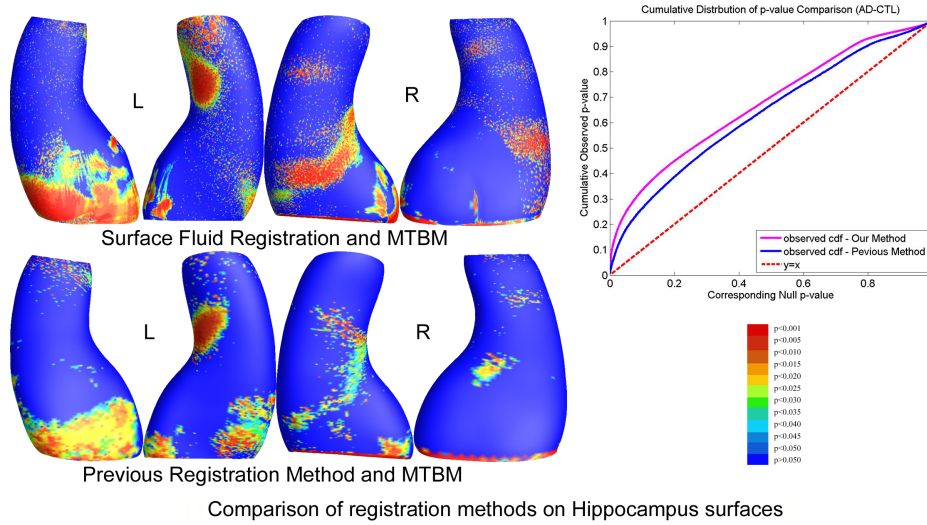 L
R
Surface Fluid Registration and MTBM
L
R
Previous Registration Method and MTBM
Cumulative Distrbution of p-value Comparison (AD-CTL)
Cumulative Observed p-value
1
0.9
0.8
0.7
0.6
0.5
0.4
0.3
0.2
0.1
0
0 0.2 0.4 0.6 0.8
Corresponding Null p-value
observed cdf - Our Method
observed cdf - Pevious Method
y=x
p<0.001
p<0.005
p<0.010
p<0.015
p<0.020
p<0.025
p<0.030
p<0.035
p<0.040
p<0.045
p<0.050
p>0.050
Comparison of registration methods on Hippocampus surfaces